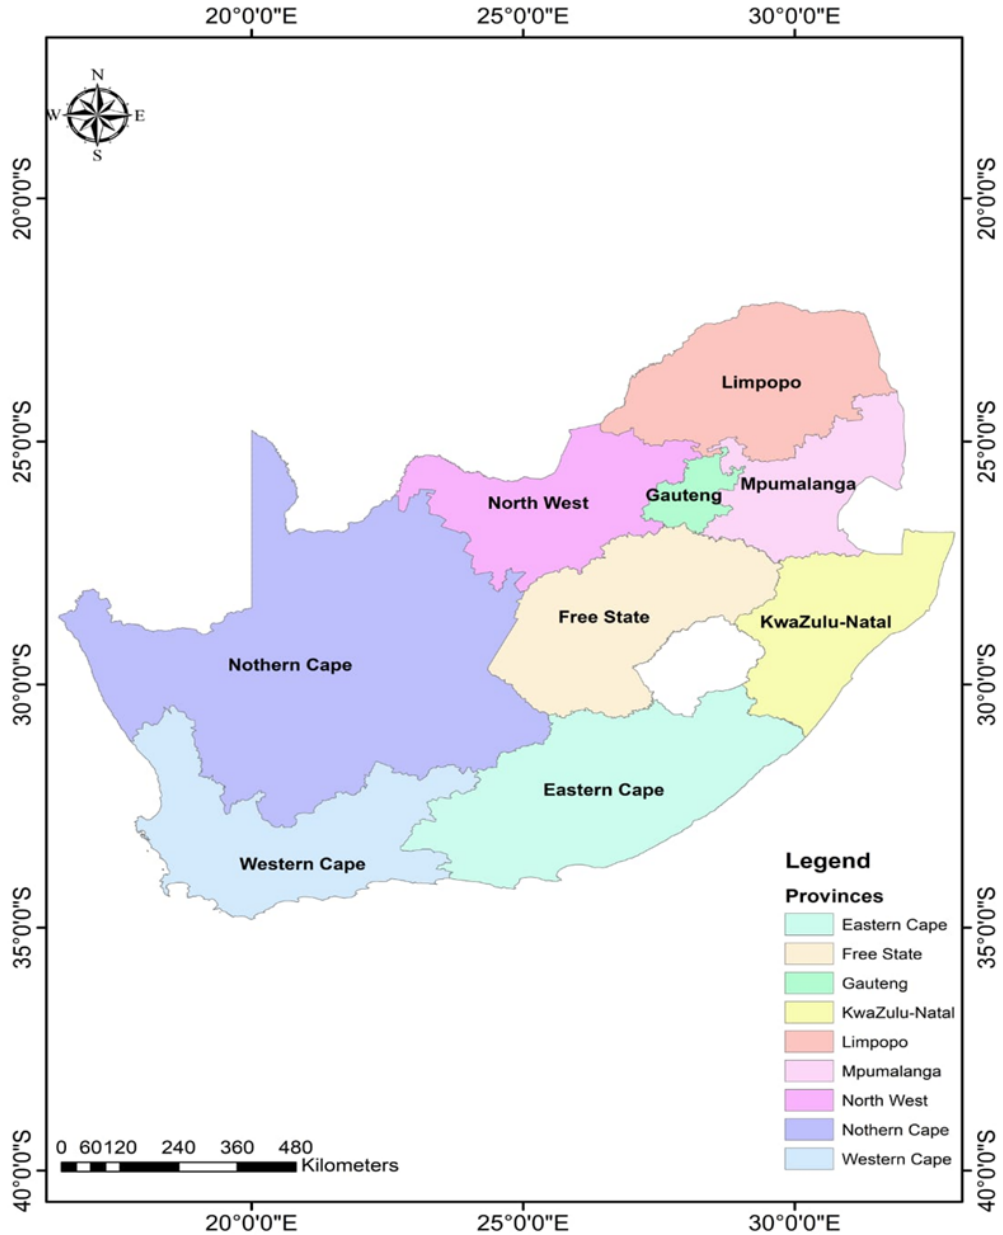 20°0'0"E 25°0'0"E 30°0'0"E
N
W E
S
20°0'0"S 20°0'0"S
Limpopo
25°0'0"S 25°0'0"S
Mpumalanga
Gauteng
North West
Free State
KwaZulu-Natal
Nothern Cape
30°0'0"S 30°0'0"S
Eastern Cape
Western Cape
Legend
Provinces
Eastern Cape
35°0'0"S 35°0'0"S
Free State
Gauteng
KwaZulu-Natal
Limpopo
Mpumalanga
North West
Nothern Cape
Western Cape
0 60 120 240 360 480
Kilometers
40°0'0"S 40°0'0"S
20°0'0"E 25°0'0"E 30°0'0"E